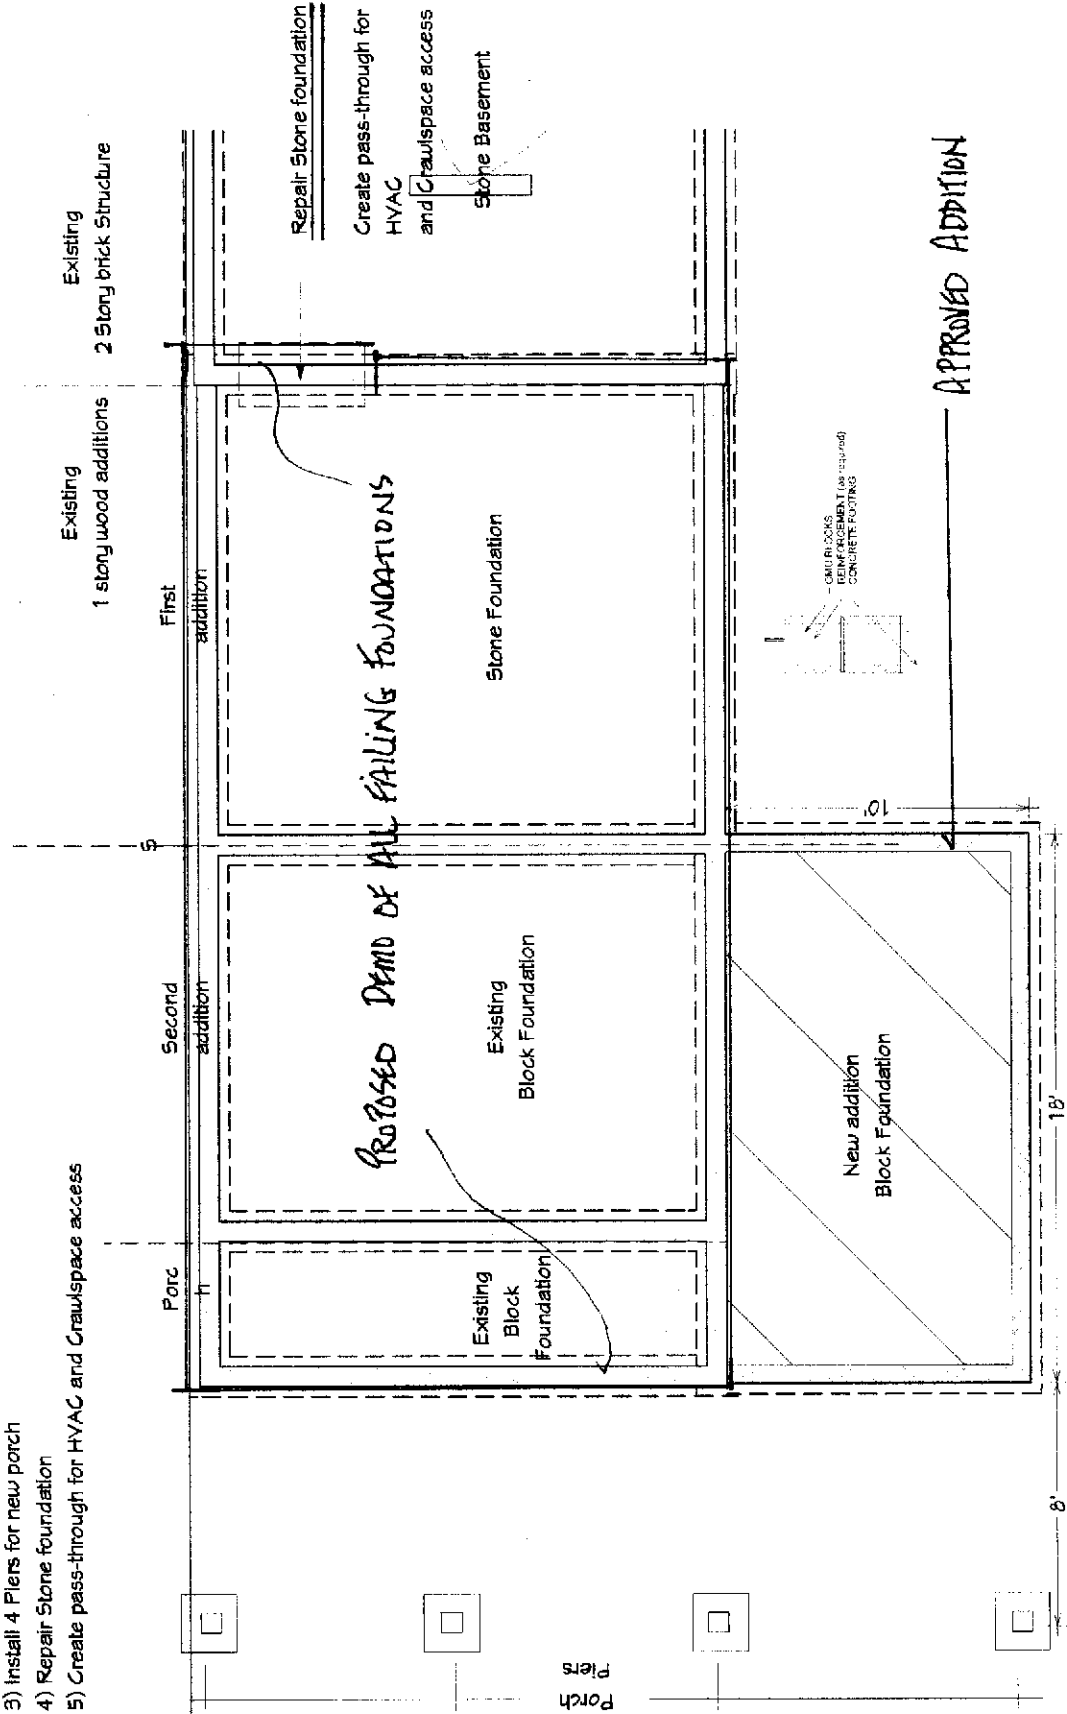 3) Install 4 Piers for new porch
4) Repair Stone foundation
5) Create pass-through for HVAC and Crawlspace access
Existing
2 Story brick Structure
Existing
1 story wood additions
First
addition
5
Second
addition
Porc
h
Repair Stone foundation
Create pass-through for
HVAC
and Crawlspace access
Stone Basement
PROPOSED DEMO OF ALL FAILING FOUNDATIONS
Stone Foundation
Existing
Block Foundation
Existing
Block
Foundation
CMU BLOCKS
REINFORCEMENT (as required)
CONCRETE FOOTING
APPROVED ADDITION
New addition
Block Foundation
10'
18'
8'
Porch
Piers